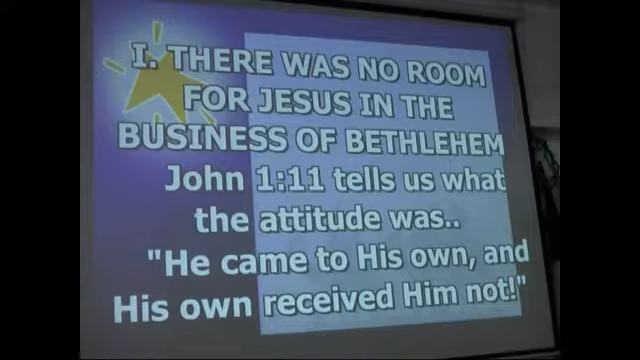 I. THERE WAS NO ROOM
FOR JESUS IN THE
BUSINESS OF BETHLEHEM
John 1:11 tells us what
the attitude was..
"He came to His own, and
His own received Him not!"